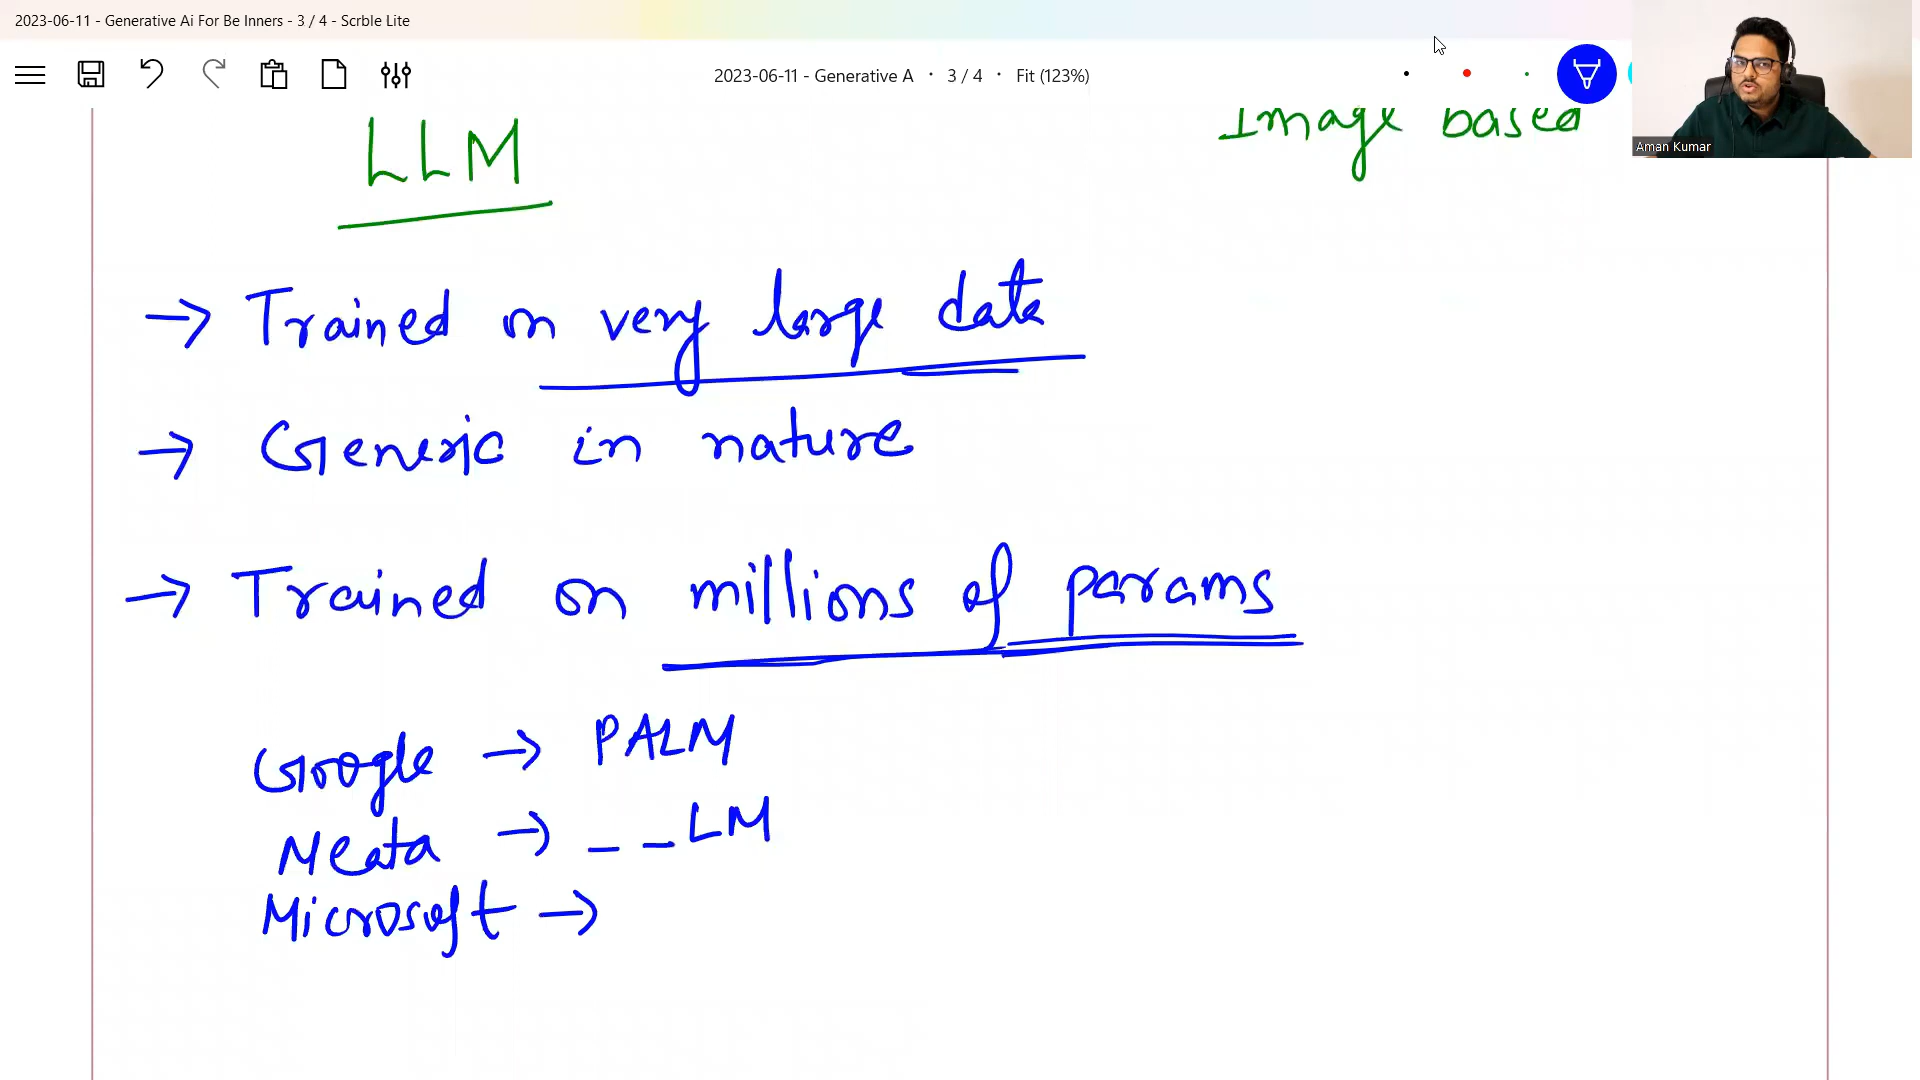 2023-06-11 - Generative Ai For Be Inners - 3 / 4 - Scrble Lite
2023-06-11 - Generative A • 3 / 4 • Fit (123%)
Aman Kumar
LLM
Image based
→ Trained on very large data
→ Generic in nature
→ Trained on millions of params
Google → PALM
Meata → _ _ LM
Microsoft →